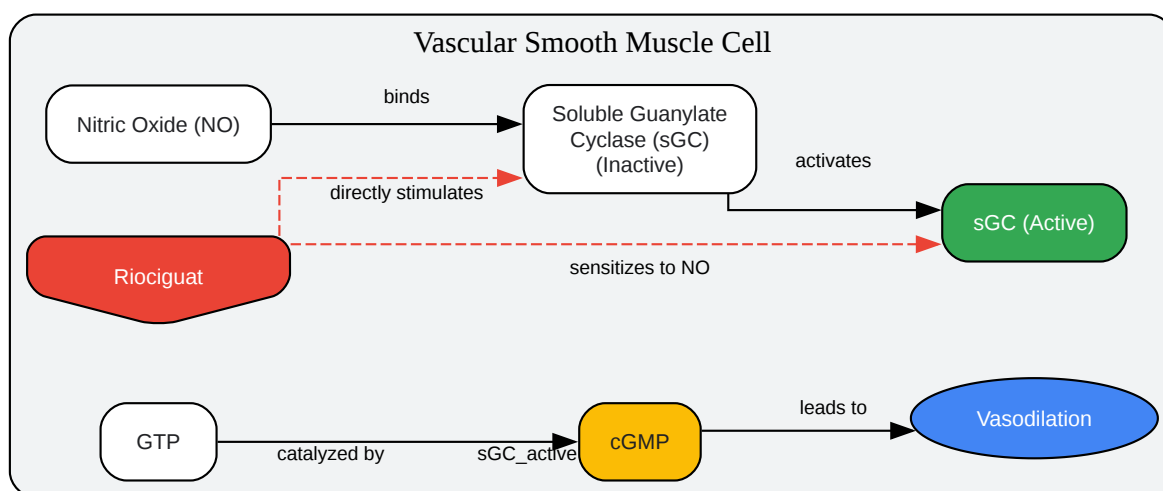 Vascular Smooth Muscle Cell
binds
Nitric Oxide (NO)
Soluble Guanylate
Cyclase (sGC)
(Inactive)
activates
directly stimulates
sGC (Active)
Riociguat
sensitizes to NO
GTP
catalyzed by
sGC_active
cGMP
leads to
Vasodilation